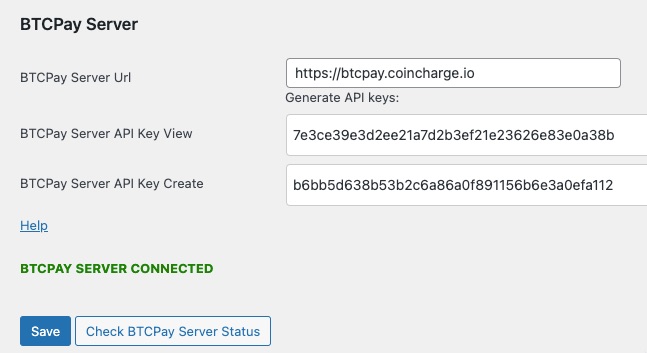 BTCPay Server
BTCPay Server Url
https://btcpay.coincharge.io
Generate API keys:
BTCPay Server API Key View
7e3ce39e3d2ee21a7d2b3ef21e23626e83e0a38b
BTCPay Server API Key Create
b6bb5d638b53b2c6a86a0f891156b6e3a0efa112
Help
BTCPAY SERVER CONNECTED
Save
Check BTCPay Server Status